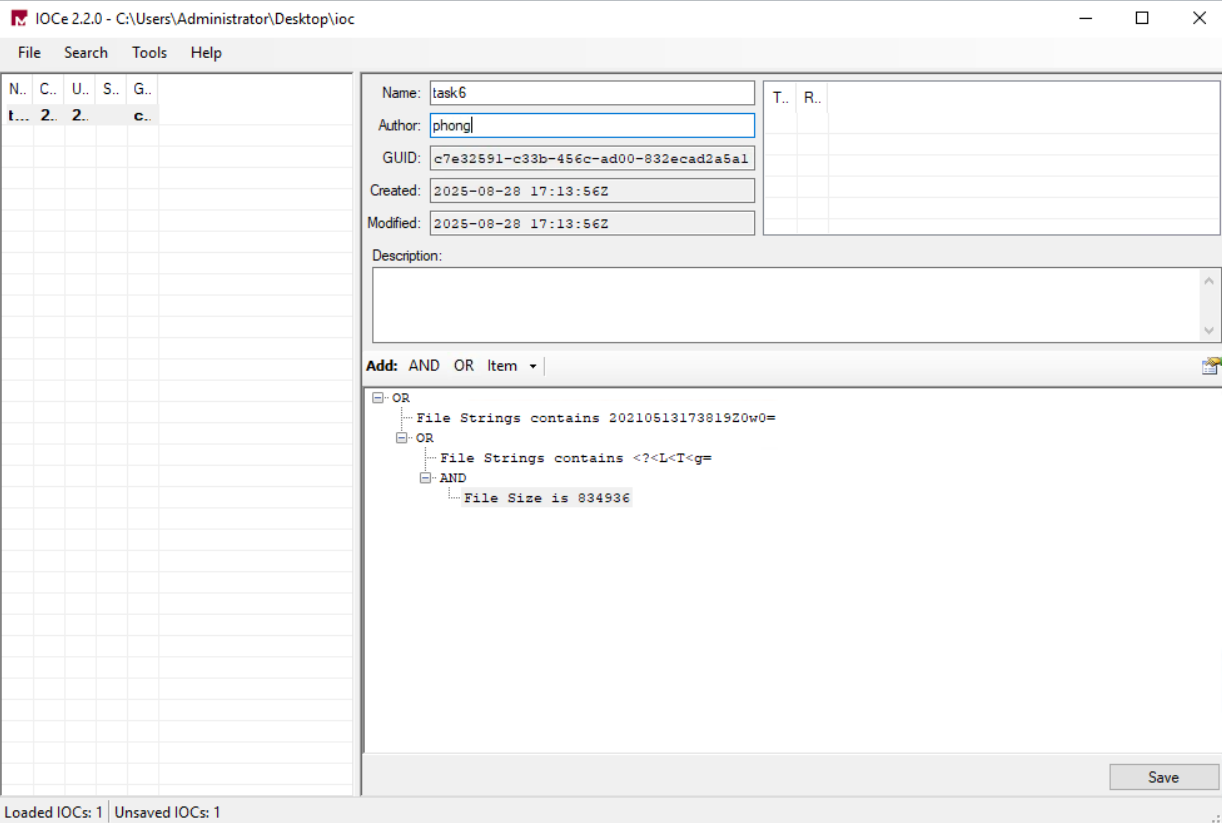 IOCe 2.2.0 - C:\Users\Administrator\Desktop\ioc
File Search Tools Help
N.. C.. U.. S.. G..
t... 2.. 2.. c..
Name: task6
T.. R..
Author: phong
GUID: c7e32591-c33b-456c-ad00-832ecad2a5a1
Created: 2025-08-28 17:13:56Z
Modified: 2025-08-28 17:13:56Z
Description:
Add: AND OR Item
OR
File Strings contains 20210513173819Z0w0=
OR
File Strings contains <?<L<T<g=
AND
File Size is 834936
Save
Loaded IOCs: 1 Unsaved IOCs: 1